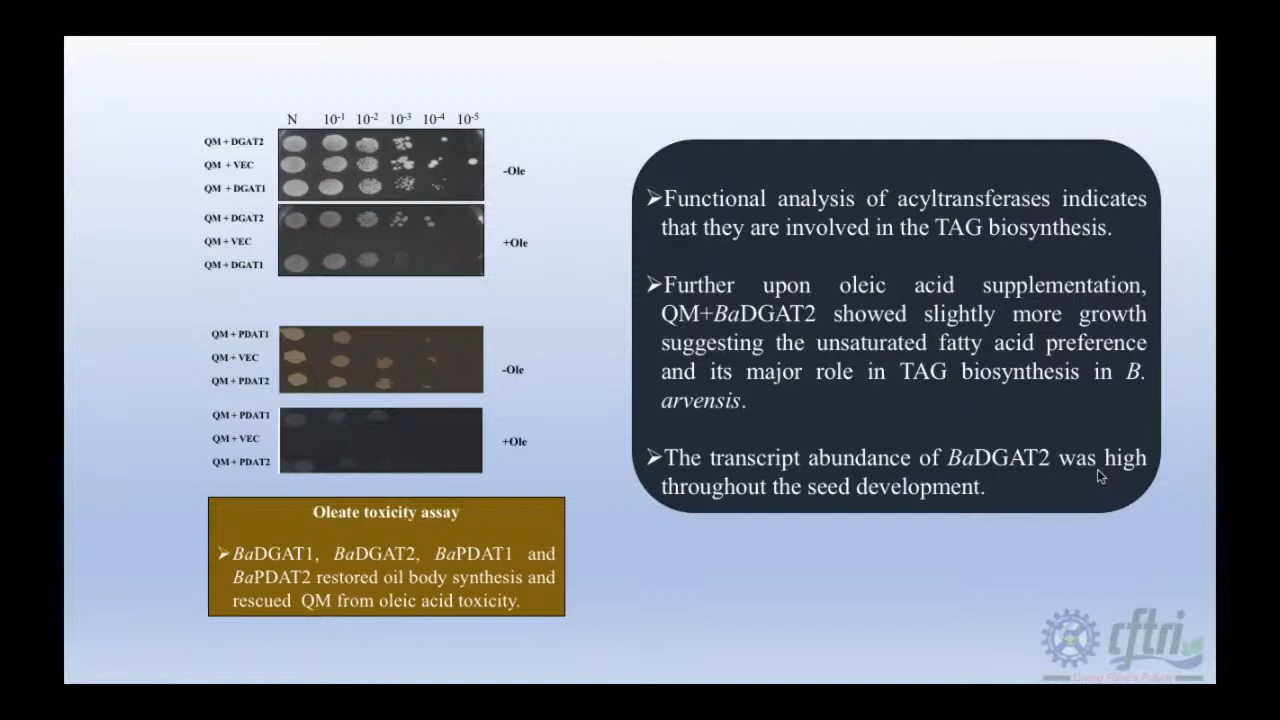 N 10-1 10-2 10-3 10-4 10-5
QM + DGAT2
QM + VEC
QM + DGAT1
-Ole
QM + DGAT2
QM + VEC
QM + DGAT1
+Ole
QM + PDAT1
QM + VEC
QM + PDAT2
-Ole
QM + PDAT1
QM + VEC
QM + PDAT2
+Ole
Oleate toxicity assay
➢BaDGAT1, BaDGAT2, BaPDAT1 and
BaPDAT2 restored oil body synthesis and
rescued QM from oleic acid toxicity.
➢Functional analysis of acyltransferases indicates
that they are involved in the TAG biosynthesis.
➢Further upon oleic acid supplementation,
QM+BaDGAT2 showed slightly more growth
suggesting the unsaturated fatty acid preference
and its major role in TAG biosynthesis in B.
arvensis.
➢The transcript abundance of BaDGAT2 was high
throughout the seed development.
cftri